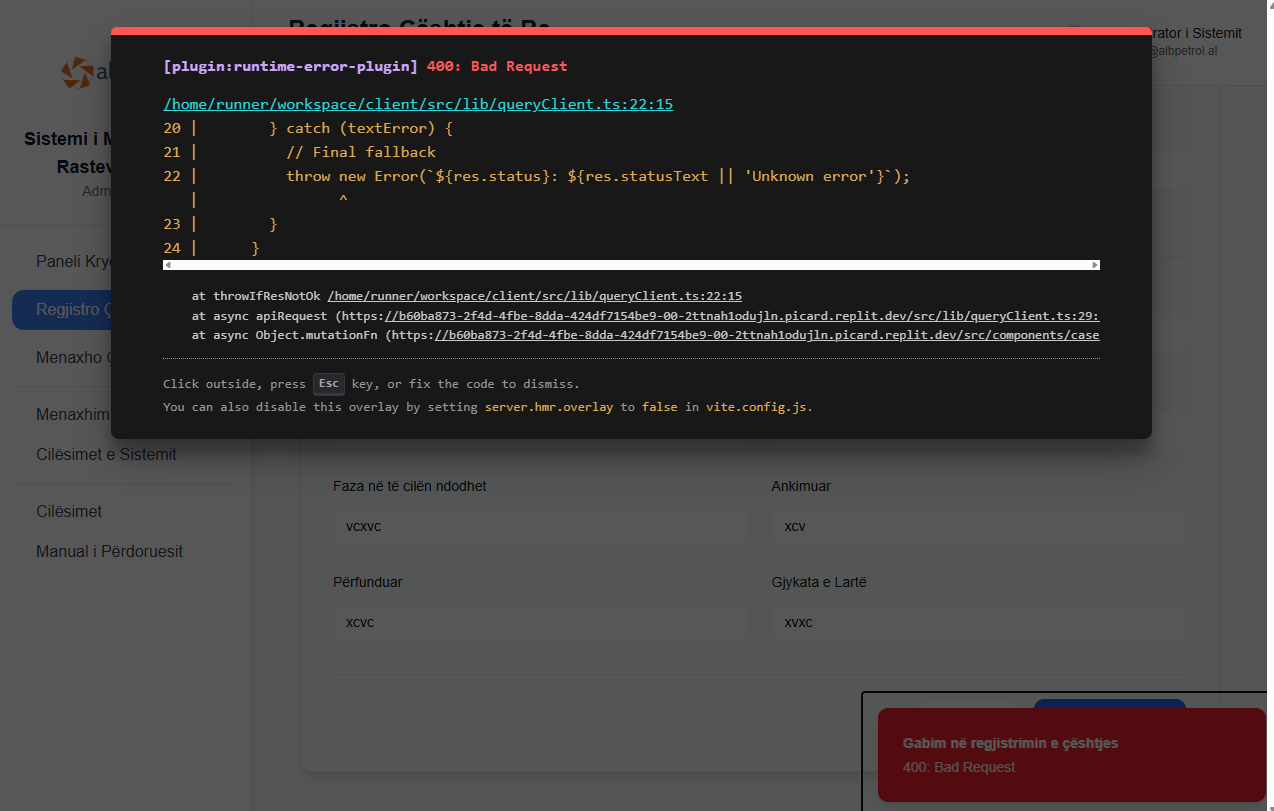 [plugin:runtime-error-plugin] 400: Bad Request
/home/runner/workspace/client/src/lib/queryClient.ts:22:15
20 |        } catch (textError) {
21 |          // Final fallback
22 |          throw new Error(`${res.status}: ${res.statusText || 'Unknown error'}`);
|                ^
23 |        }
24 |      }
at throwIfResNotOk /home/runner/workspace/client/src/lib/queryClient.ts:22:15
at async apiRequest (https://b60ba873-2f4d-4fbe-8dda-424df7154be9-00-2ttnah1odujln.picard.replit.dev/src/lib/queryClient.ts:29:
at async Object.mutationFn (https://b60ba873-2f4d-4fbe-8dda-424df7154be9-00-2ttnah1odujln.picard.replit.dev/src/components/case
Click outside, press Esc key, or fix the code to dismiss.
You can also disable this overlay by setting server.hmr.overlay to false in vite.config.js.
rator i Sistemit
@albpetrol.al
Sistemi i
Raste
Adm
Paneli Kry
Regjistro
Menaxho
Menaxhim
Cilësimet e Sistemit
Cilësimet
Manual i Përdoruesit
Faza në të cilën ndodhet
Ankimuar
vcxvc
xcv
Përfunduar
Gjykata e Lartë
xcvc
xvxc
Gabim në regjistrimin e çështjes
400: Bad Request